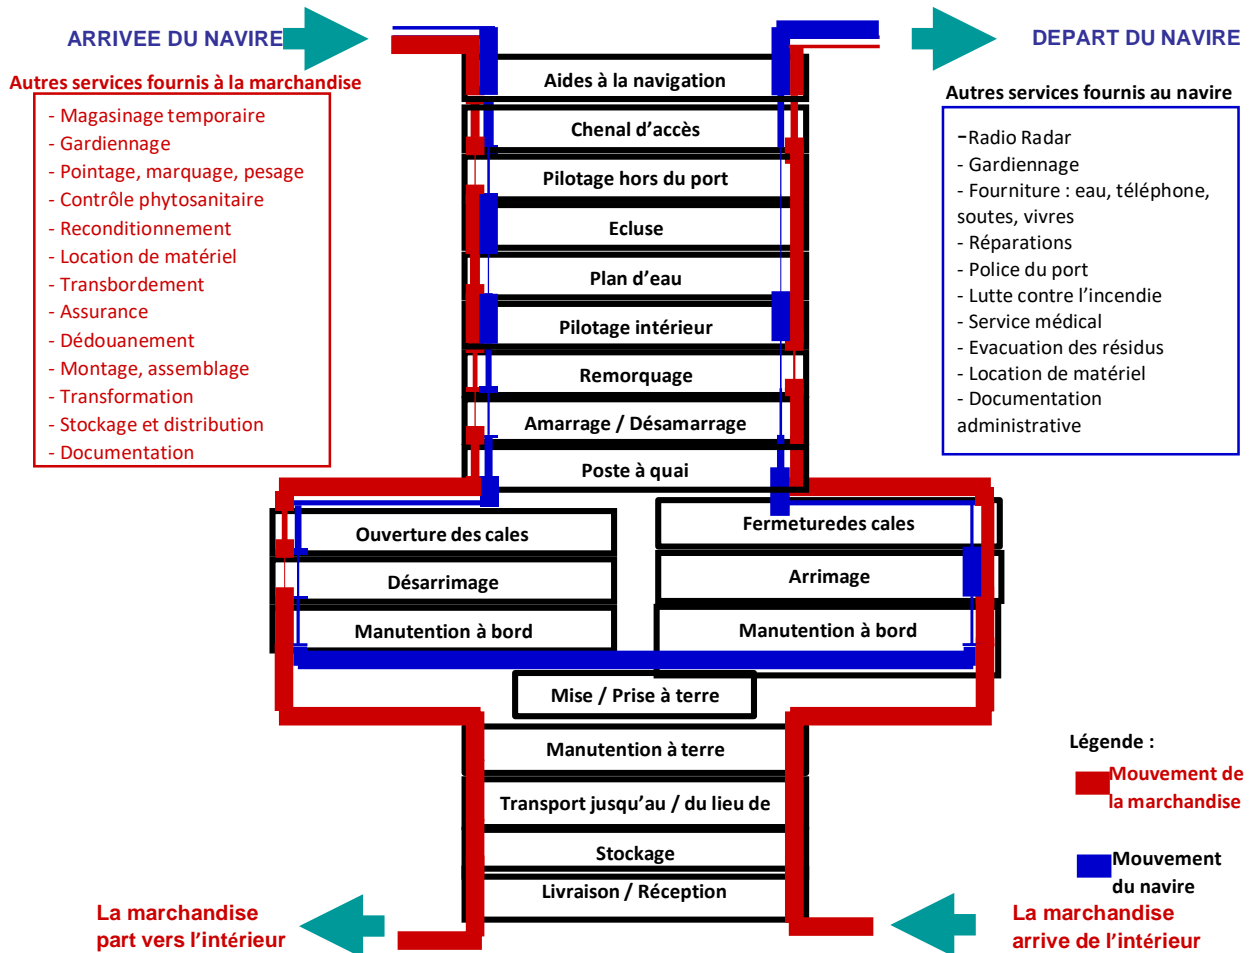 ARRIVEE DU NAVIRE
DEPART DU NAVIRE
Autres services fournis à la marchandise
- Magasinage temporaire
- Gardiennage
- Pointage, marquage, pesage
- Contrôle phytosanitaire
- Reconditionnement
- Location de matériel
- Transbordement
- Assurance
- Dédouanement
- Montage, assemblage
- Transformation
- Stockage et distribution
- Documentation
Aides à la navigation
Chenal d’accès
Pilotage hors du port
Ecluse
Plan d’eau
Pilotage intérieur
Remorquage
Amarrage / Désamarrage
Poste à quai
Autres services fournis au navire
-Radio Radar
- Gardiennage
- Fourniture : eau, téléphone,
soutes, vivres
- Réparations
- Police du port
- Lutte contre l’incendie
- Service médical
- Evacuation des résidus
- Location de matériel
- Documentation
administrative
Ouverture des cales
Désarrimage
Manutention à bord
Fermeturedes cales
Arrimage
Manutention à bord
Mise / Prise à terre
Manutention à terre
Transport jusqu’au / du lieu de
Stockage
Livraison / Réception
Légende :
Mouvement de
la marchandise
Mouvement
du navire
La marchandise
part vers l’intérieur
La marchandise
arrive de l’intérieur